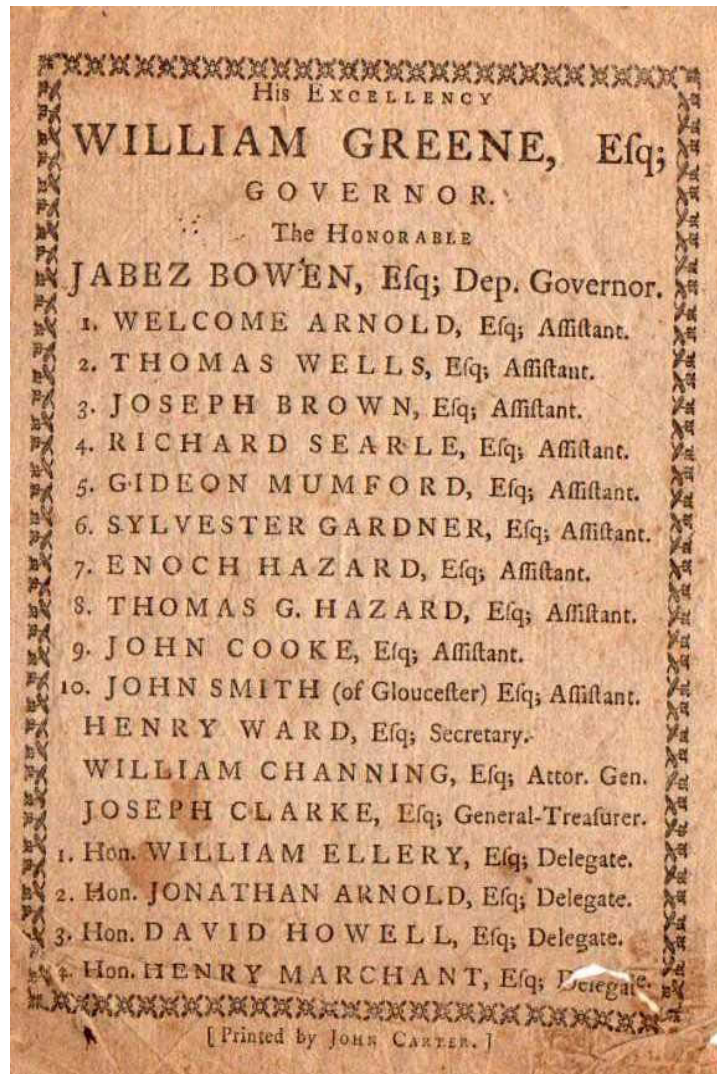 His EXCELLENCY
WILLIAM GREENE, Eſq;
GOVERNOR.
The HONORABLE
JABEZ BOWEN, Eſq; Dep. Governor.
1. WELCOME ARNOLD, Eſq; Aſſiſtant.
2. THOMAS WELLS, Eſq; Aſſiſtant.
3. JOSEPH BROWN, Eſq; Aſſiſtant.
4. RICHARD SEARLE, Eſq; Aſſiſtant.
5. GIDEON MUMFORD, Eſq; Aſſiſtant.
6. SYLVESTER GARDNER, Eſq; Aſſiſtant.
7. ENOCH HAZARD, Eſq; Aſſiſtant.
8. THOMAS G. HAZARD, Eſq; Aſſiſtant.
9. JOHN COOKE, Eſq; Aſſiſtant.
10. JOHN SMITH (of Glouceſter) Eſq; Aſſiſtant.
HENRY WARD, Eſq; Secretary.
WILLIAM CHANNING, Eſq; Attor. Gen.
JOSEPH CLARKE, Eſq; General-Treaſurer.
1. Hon. WILLIAM ELLERY, Eſq; Delegate.
2. Hon. JONATHAN ARNOLD, Eſq; Delegate.
3. Hon. DAVID HOWELL, Eſq; Delegate.
4. Hon. HENRY MARCHANT, Eſq; Delegate.
[Printed by JOHN CARTER.]